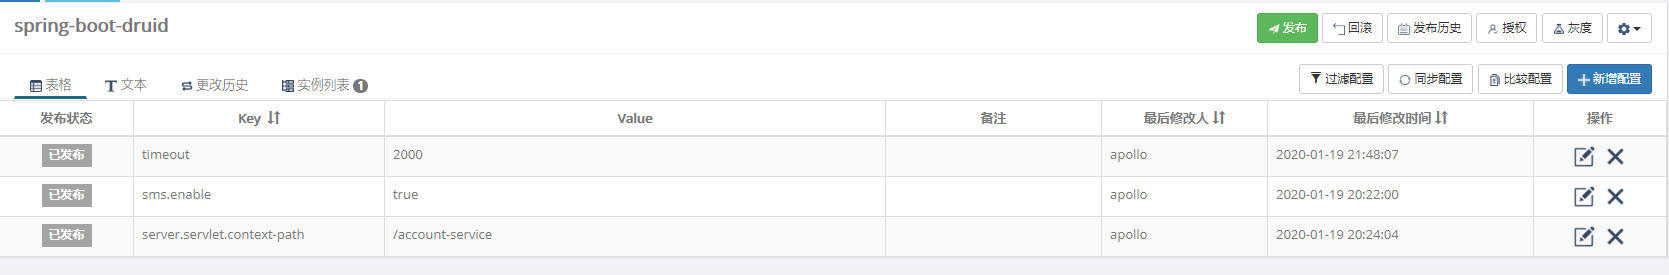 spring-boot-druid
发布 回滚 发布历史 授权 灰度
表格 文本 更改历史 实例列表 1 过滤配置 同步配置 比较配置 新增配置
发布状态 Key Value 备注 最后修改人 最后修改时间 操作
已发布 timeout 2000 apollo 2020-01-19 21:48:07
已发布 sms.enable true apollo 2020-01-19 20:22:00
已发布 server.servlet.context-path /account-service apollo 2020-01-19 20:24:04